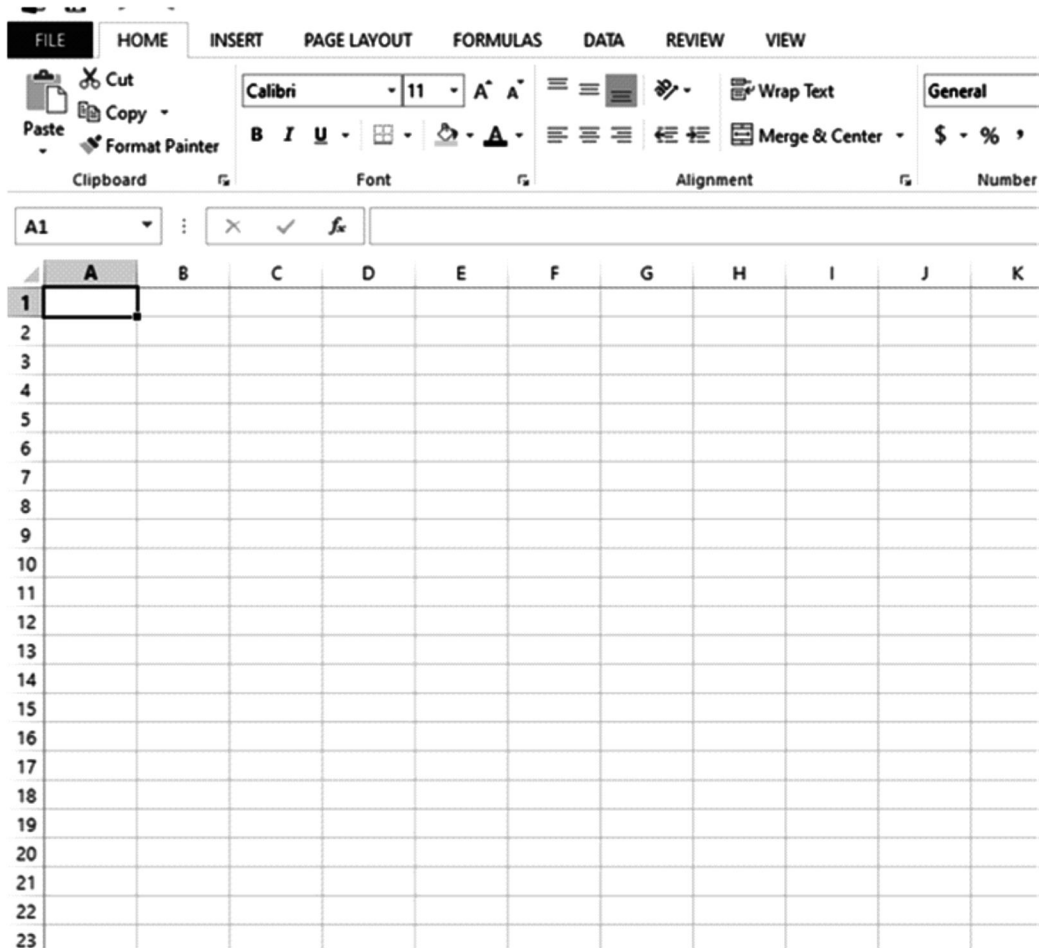 FILE HOME INSERT PAGE LAYOUT FORMULAS DATA REVIEW VIEW
Cut
Calibri 11 A A Wrap Text General
Copy
Paste
B I U A Merge & Center $ % ,
Format Painter
Clipboard Font Alignment Number
A1 fx
A B C D E F G H I J K
1
2
3
4
5
6
7
8
9
10
11
12
13
14
15
16
17
18
19
20
21
22
23